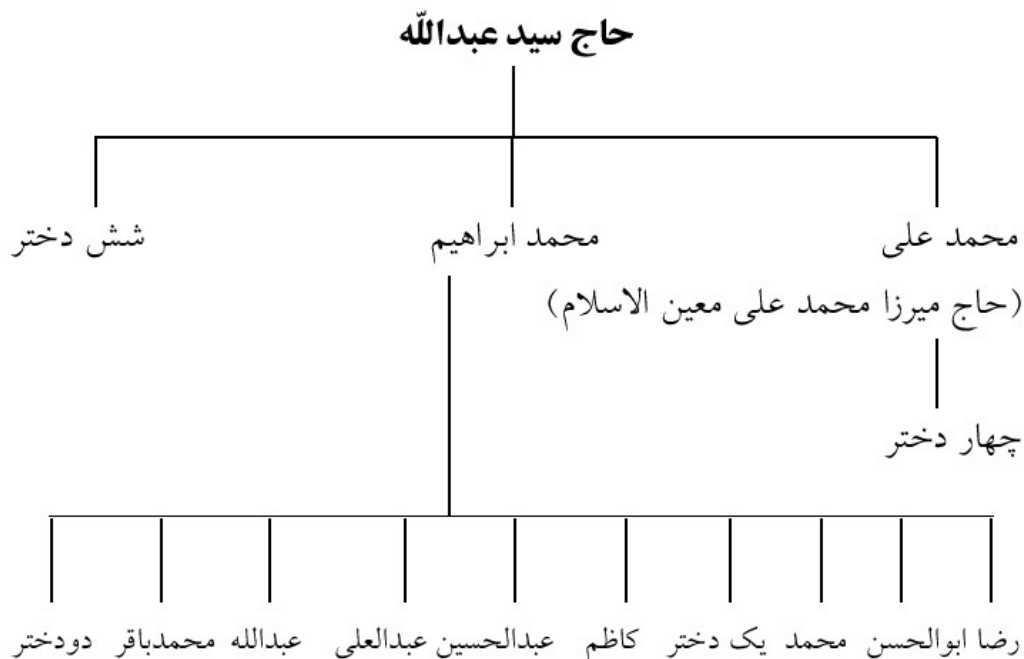 حاج سید عبداللّه
محمد علی محمد ابراهیم شش دختر
(حاج میرزا محمد علی معین الاسلام)
چهار دختر
رضا ابوالحسن محمد یک دختر کاظم عبدالحسین عبدالعلی عبدالله محمدباقر دودختر